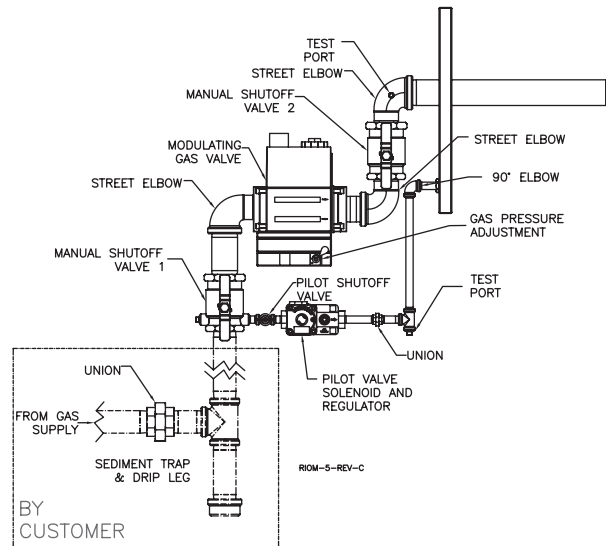 TEST
PORT
STREET ELBOW
MANUAL SHUTOFF
VALVE 2
MODULATING
GAS VALVE
STREET ELBOW
STREET ELBOW
90° ELBOW
GAS PRESSURE
ADJUSTMENT
MANUAL SHUTOFF
VALVE 1
PILOT SHUTOFF
VALVE
TEST
PORT
UNION
UNION
PILOT VALVE
SOLENOID AND
REGULATOR
FROM GAS
SUPPLY
SEDIMENT TRAP
& DRIP LEG
RIOM-5-REV-C
BY
CUSTOMER